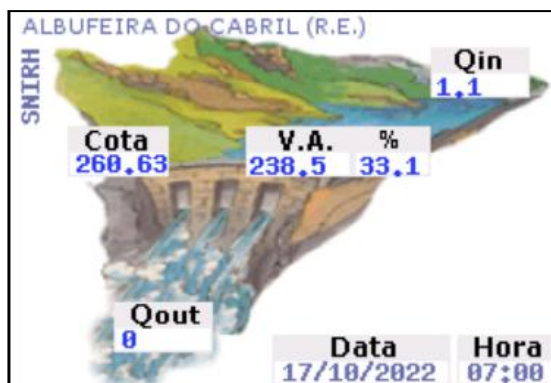 ALBUFEIRA DO CABRIL (R.E.)
SNIRH
Qin
1.1
Cota V.A. %
260.63 238.5 33.1
Qout
0
Data Hora
17/10/2022 07:00